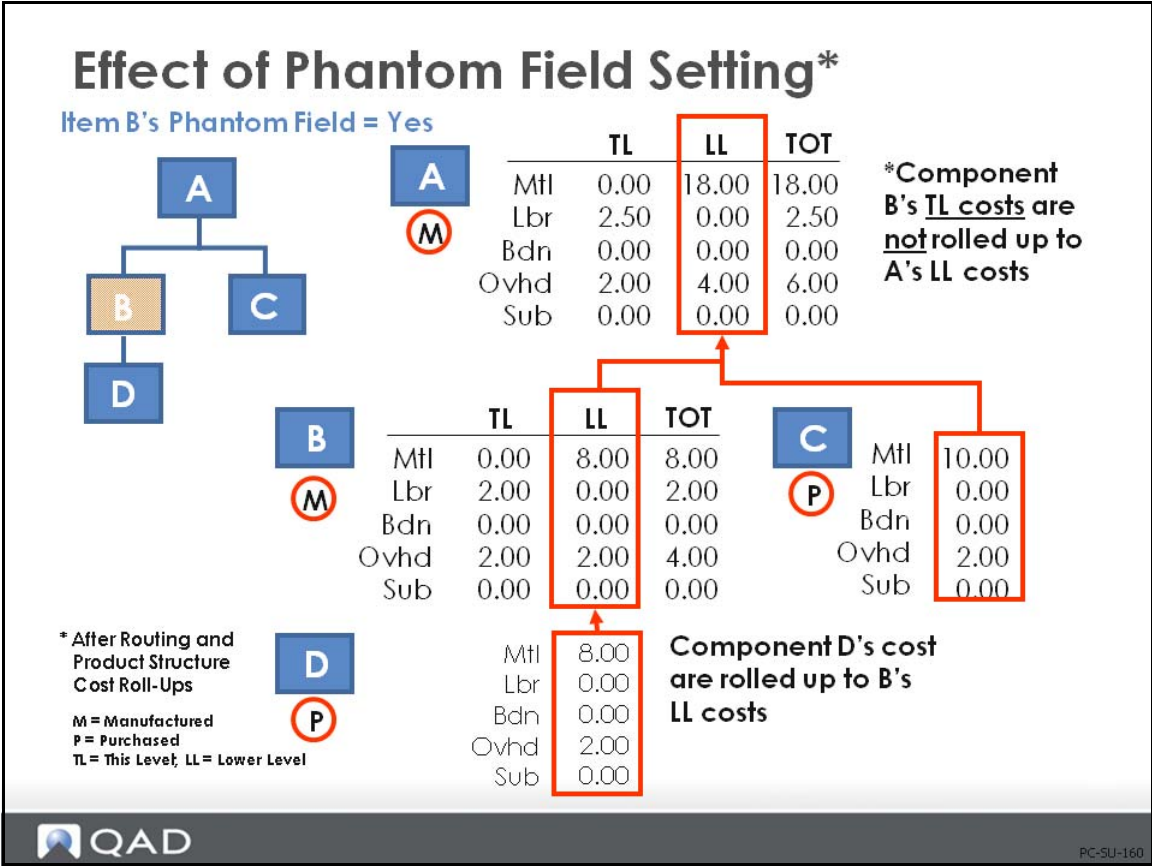 Effect of Phantom Field Setting*
Item B's Phantom Field = Yes
A
B
C
D
A
M
TL LL TOT
Mtl 0.00 18.00 18.00
Lbr 2.50 0.00 2.50
Bdn 0.00 0.00 0.00
Ovhd 2.00 4.00 6.00
Sub 0.00 0.00 0.00
*Component
B's TL costs are
not rolled up to
A's LL costs
B
M
TL LL TOT
Mtl 0.00 8.00 8.00
Lbr 2.00 0.00 2.00
Bdn 0.00 0.00 0.00
Ovhd 2.00 2.00 4.00
Sub 0.00 0.00 0.00
C
P
Mtl 10.00
Lbr 0.00
Bdn 0.00
Ovhd 2.00
Sub 0.00
* After Routing and
Product Structure
Cost Roll-Ups
M = Manufactured
P = Purchased
TL = This Level; LL = Lower Level
D
P
Mtl 8.00
Lbr 0.00
Bdn 0.00
Ovhd 2.00
Sub 0.00
Component D's cost
are rolled up to B's
LL costs
QAD
PC-SU-160